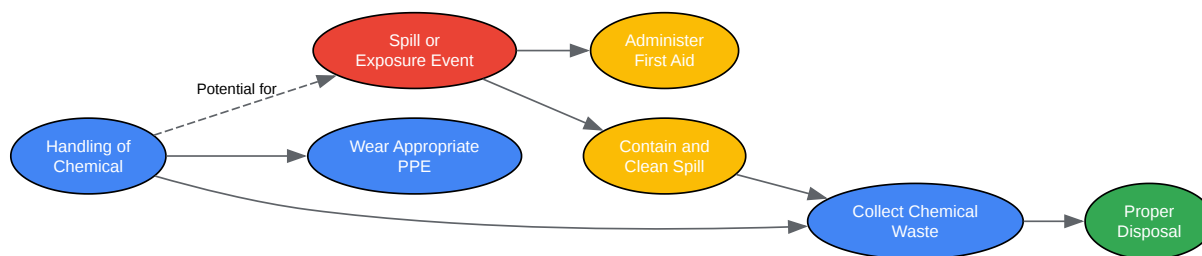 Spill or
Exposure Event
Administer
First Aid
Potential for
Handling of
Chemical
Wear Appropriate
PPE
Contain and
Clean Spill
Collect Chemical
Waste
Proper
Disposal